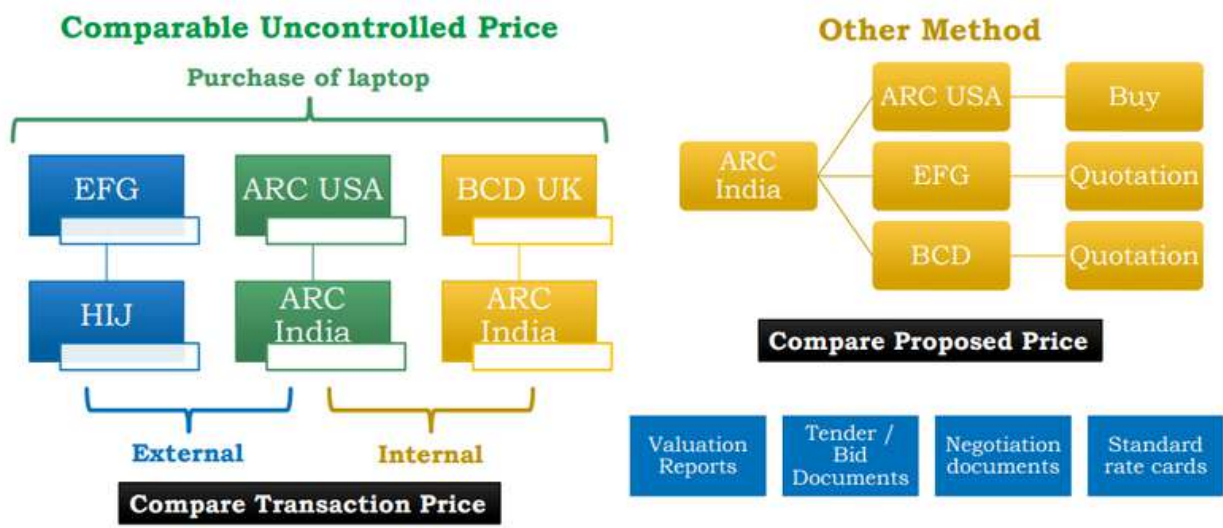 Comparable Uncontrolled Price
Purchase of laptop
EFG
ARC USA
BCD UK
HIJ
ARC
India
ARC
India
External
Internal
Compare Transaction Price
Other Method
ARC
India
ARC USA
Buy
EFG
Quotation
BCD
Quotation
Compare Proposed Price
Valuation
Reports
Tender /
Bid
Documents
Negotiation
documents
Standard
rate cards